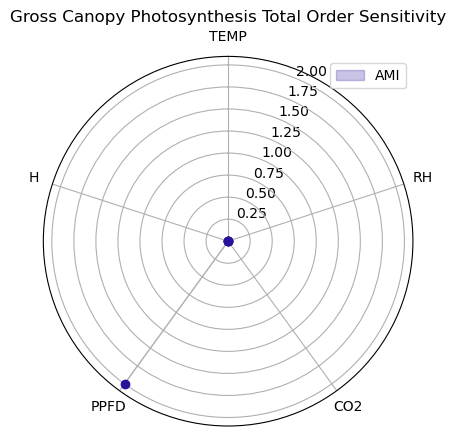 Gross Canopy Photosynthesis Total Order Sensitivity
TEMP
AMI
2.00
1.75
1.50
1.25
1.00
0.75
0.50
0.25
H
RH
PPFD
CO2